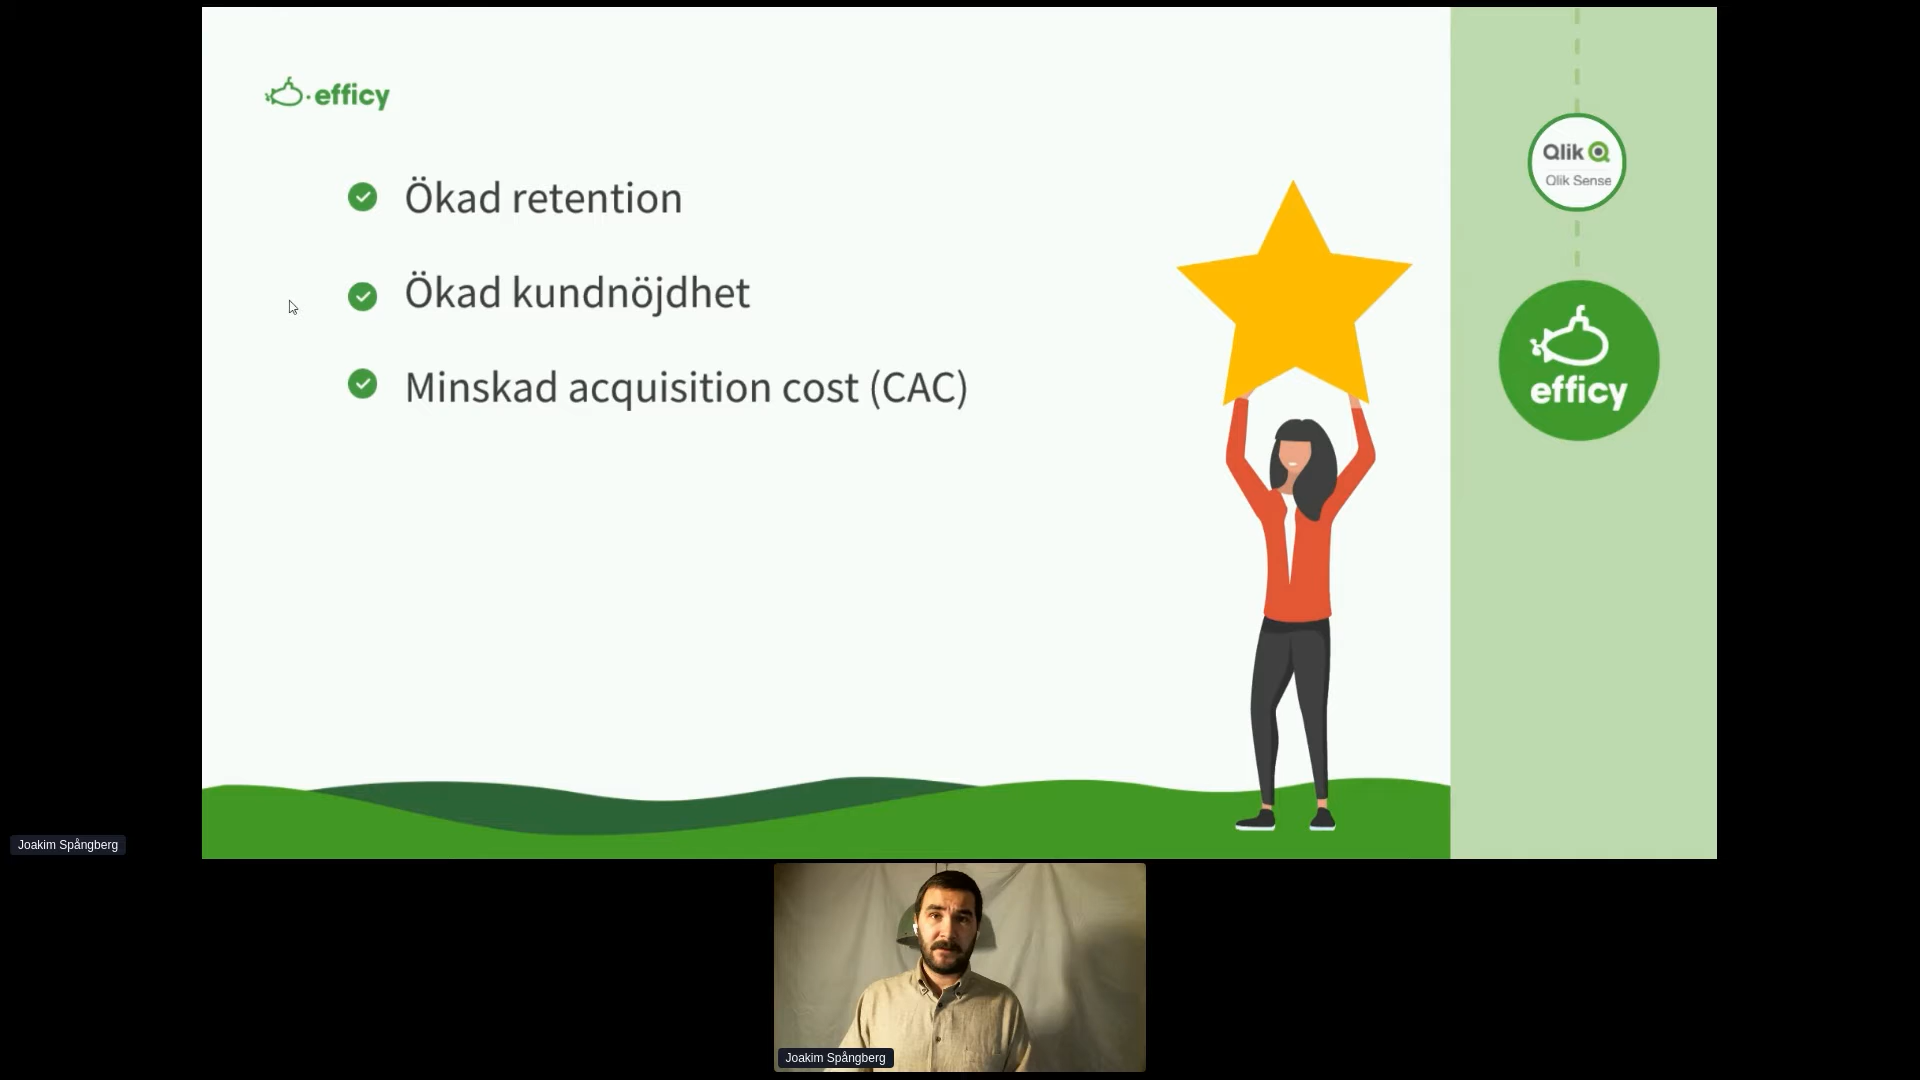 efficy
Ökad retention
Ökad kundnöjdhet
Minskad acquisition cost (CAC)
Qlik
Qlik Sense
efficy
Joakim Spångberg
Joakim Spångberg